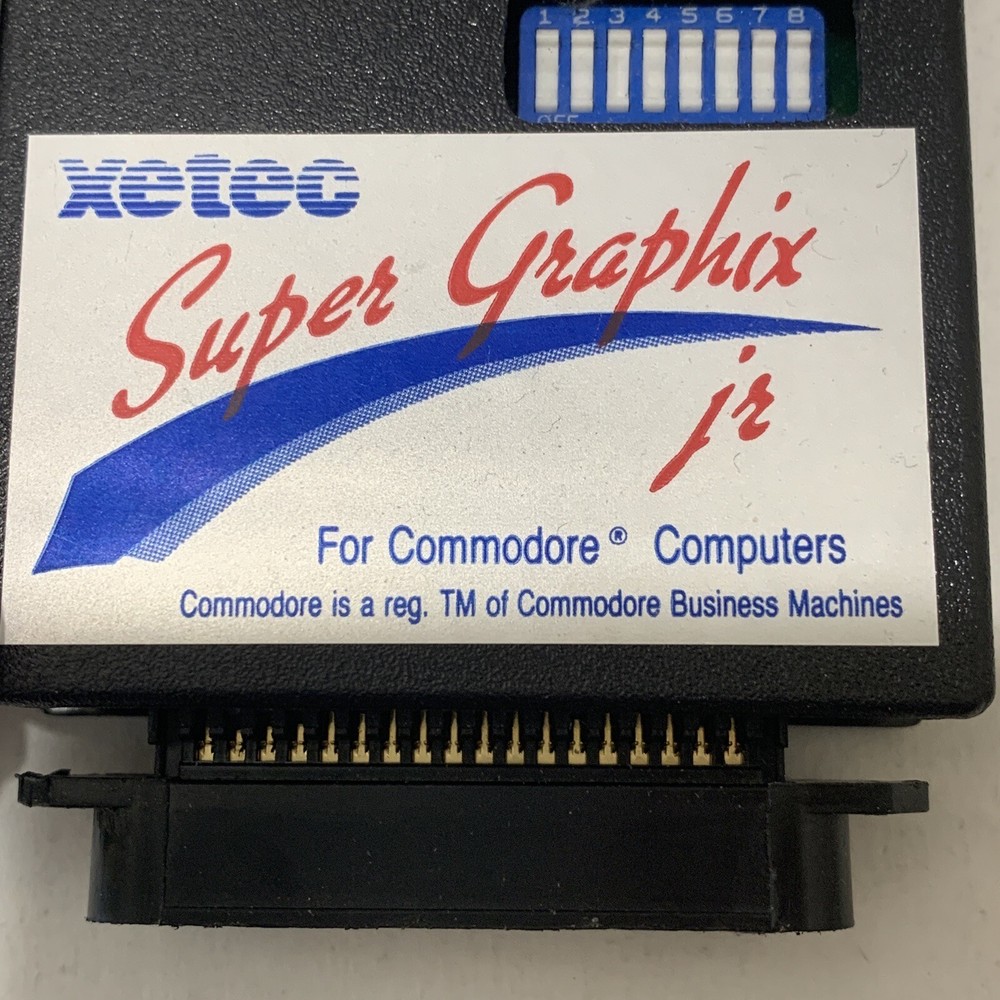 1 2 3 4 5 6 7 8
OFF
xetec
Super Graphix
jr
For Commodore® Computers
Commodore is a reg. TM of Commodore Business Machines